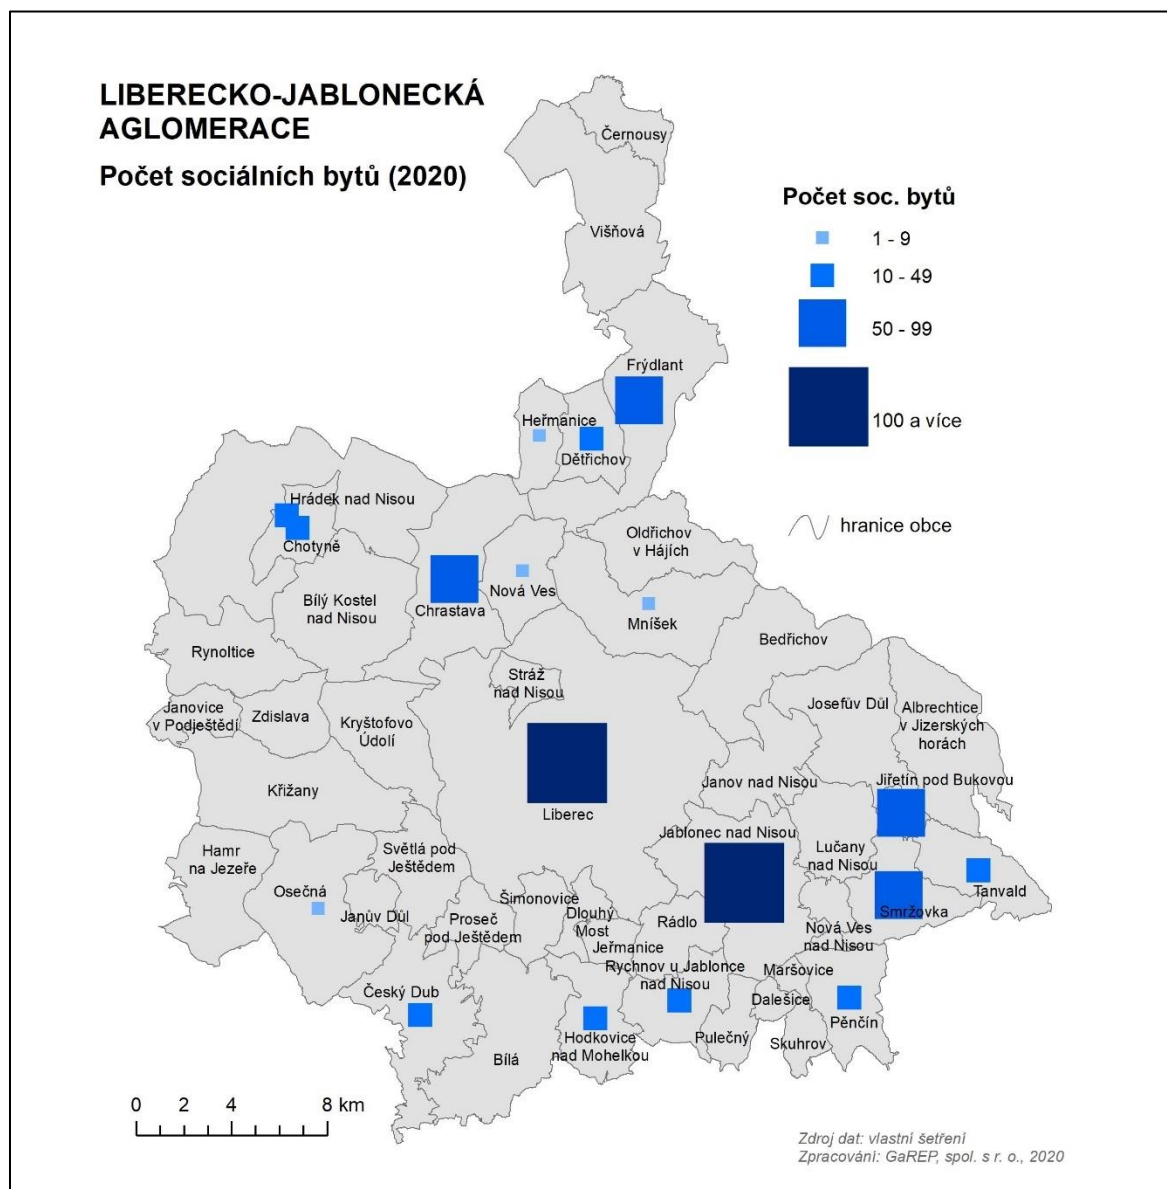 LIBERECKO-JABLONECKÁ
AGLOMERACE
Počet sociálních bytů (2020)
Počet soc. bytů
1 - 9
10 - 49
50 - 99
100 a více
hranice obce
Černousy
Višňová
Frýdlant
Heřmanice
Dětřichov
Hrádek nad Nisou
Chotyně
Oldřichov
v Hájích
Bílý Kostel
nad Nisou
Chrastava
Nová Ves
Mníšek
Bedřichov
Rynoltice
Stráž
nad Nisou
Janovice
v Podještědí
Zdislava
Kryštofovo
Údolí
Josefův Důl
Albrechtice
v Jizerských
horách
Křižany
Liberec
Janov nad Nisou
Jiřetín pod Bukovou
Jablonec nad Nisou
Lučany
nad Nisou
Hamr
na Jezeře
Světlá pod
Ještědem
Osečná
Janův Důl
Proseč
pod Ještědem
Šimonovice
Dlouhý
Most
Jeřmanice
Rádlo
Smržovka
Tanvald
Nová Ves
nad Nisou
Rychnov u Jablonce
nad Nisou
Maršovice
Dalešice
Pěnčín
Český Dub
Bílá
Hodkovice
nad Mohelkou
Pulečný
Skuhrov
0 2 4 8 km
Zdroj dat: vlastní šetření
Zpracování: GaREP, spol. s r. o., 2020